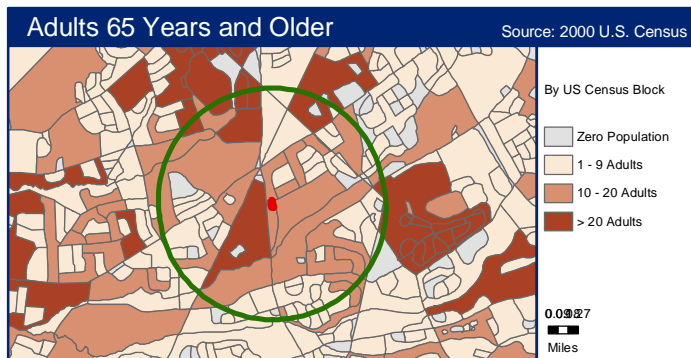 Adults 65 Years and Older
Source: 2000 U.S. Census
By US Census Block
Zero Population
1 - 9 Adults
10 - 20 Adults
> 20 Adults
Miles